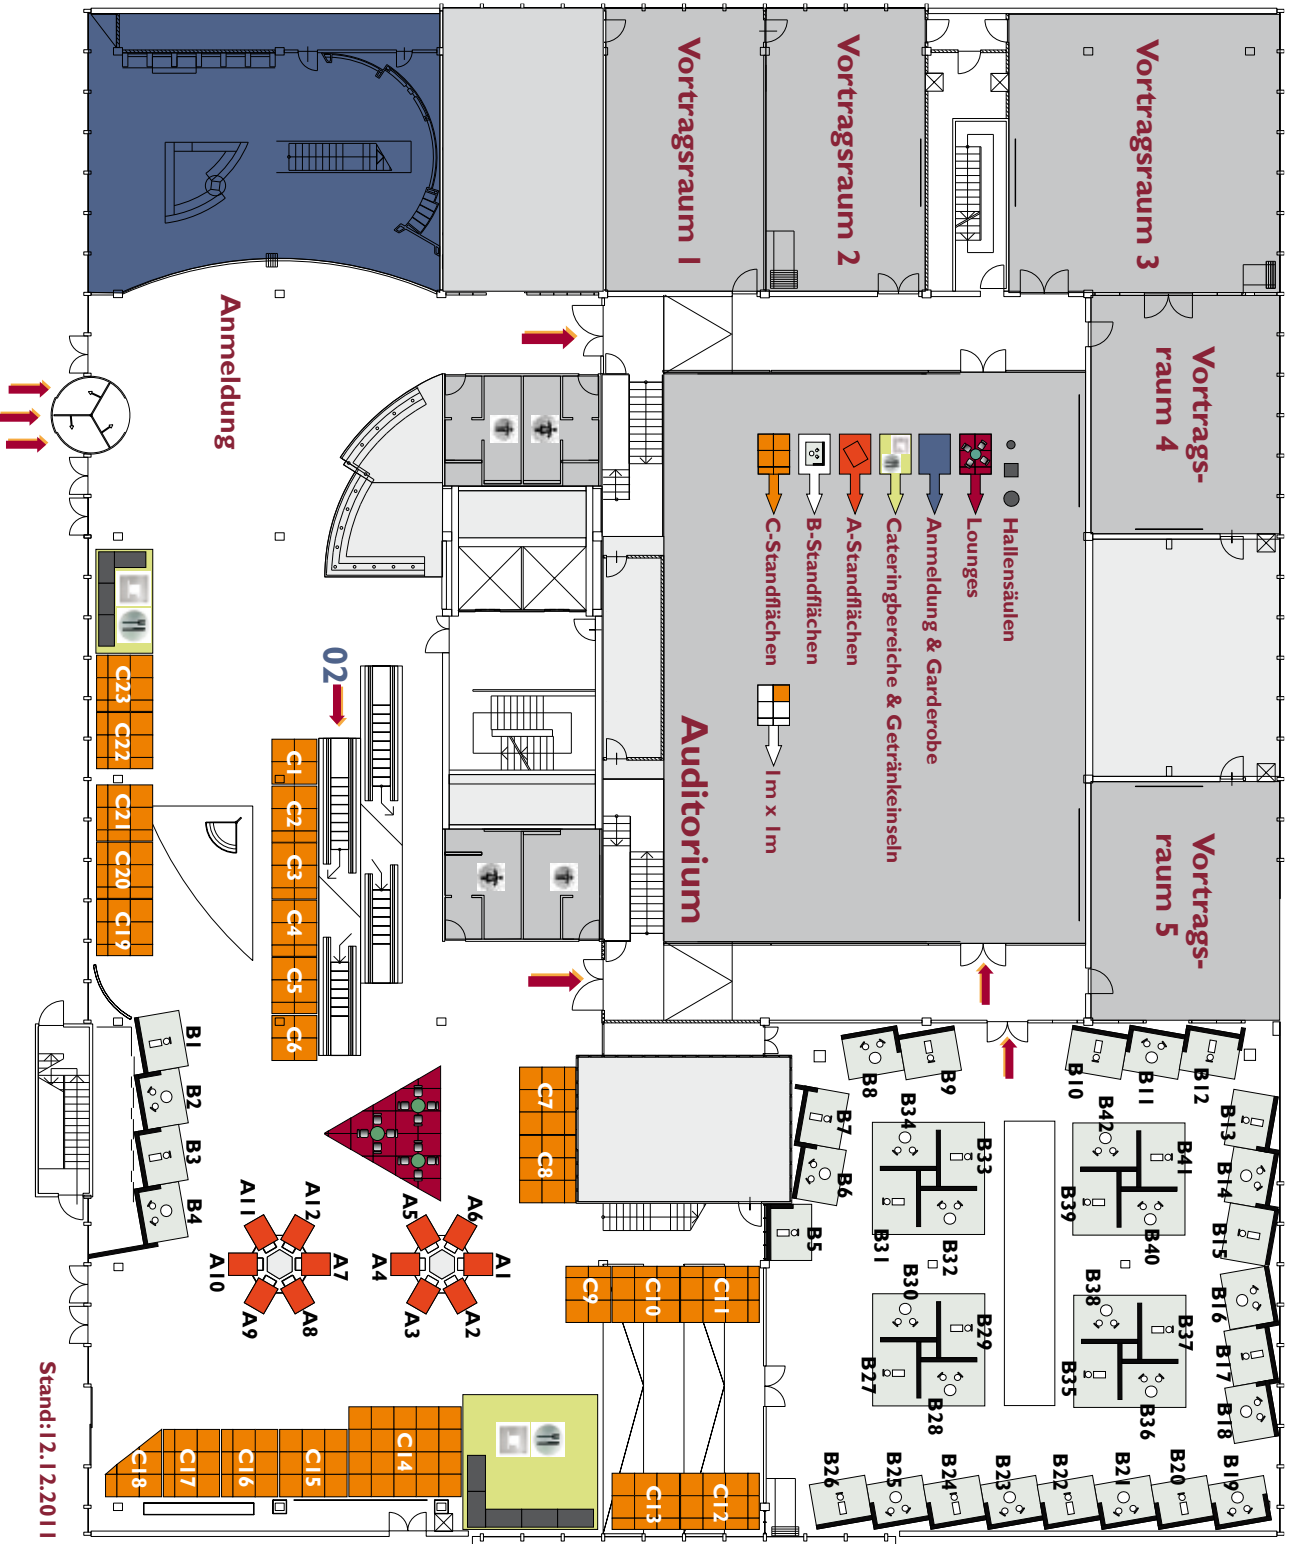 Vortragsraum 1
Vortragsraum 2
Vortragsraum 3
Vortrags-
raum 4
Vortrags-
raum 5
Anmeldung
Auditorium
Hallensäulen
Lounges
Anmeldung & Garderobe
Cateringbereiche & Getränkeinseln
A-Standflächen
B-Standflächen
C-Standflächen
1m x 1m
02
C23
C22
C21
C20
C19
C1
C2
C3
C4
C5
C6
C7
C8
C9
C10
C11
C12
C13
C14
C15
C16
C17
C18
A1
A2
A3
A4
A5
A6
A7
A8
A9
A10
A11
A12
B1
B2
B3
B4
B5
B6
B7
B8
B9
B10
B11
B12
B13
B14
B15
B16
B17
B18
B19
B20
B21
B22
B23
B24
B25
B26
B27
B28
B29
B30
B31
B32
B33
B34
B35
B36
B37
B38
B39
B40
B41
B42
Stand:12.12.2011